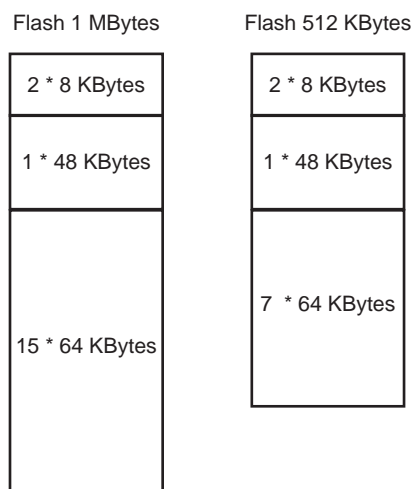 Flash 1 MBytes
2 * 8 KBytes
1 * 48 KBytes
15 * 64 KBytes
Flash 512 KBytes
2 * 8 KBytes
1 * 48 KBytes
7 * 64 KBytes